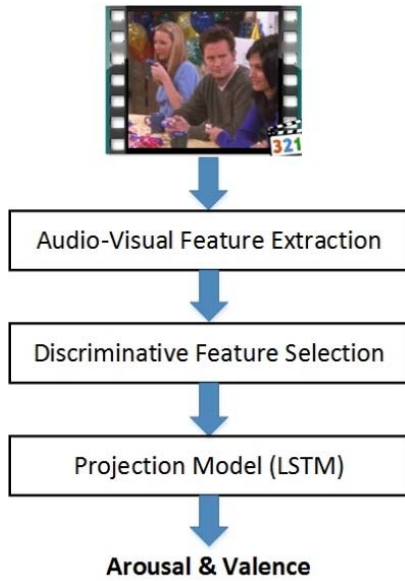 321
Audio-Visual Feature Extraction
Discriminative Feature Selection
Projection Model (LSTM)
Arousal & Valence